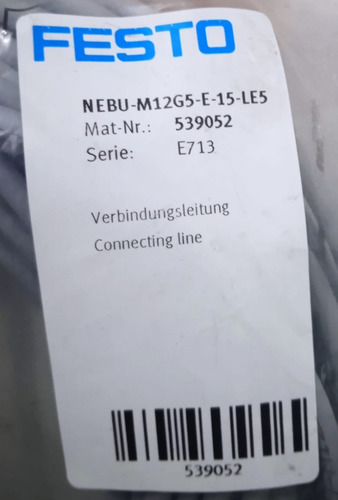 FESTO
NEBU-M12G5-E-15-LE5
Mat-Nr.: 539052
Serie: E713
Verbindungsleitung
Connecting line
539052